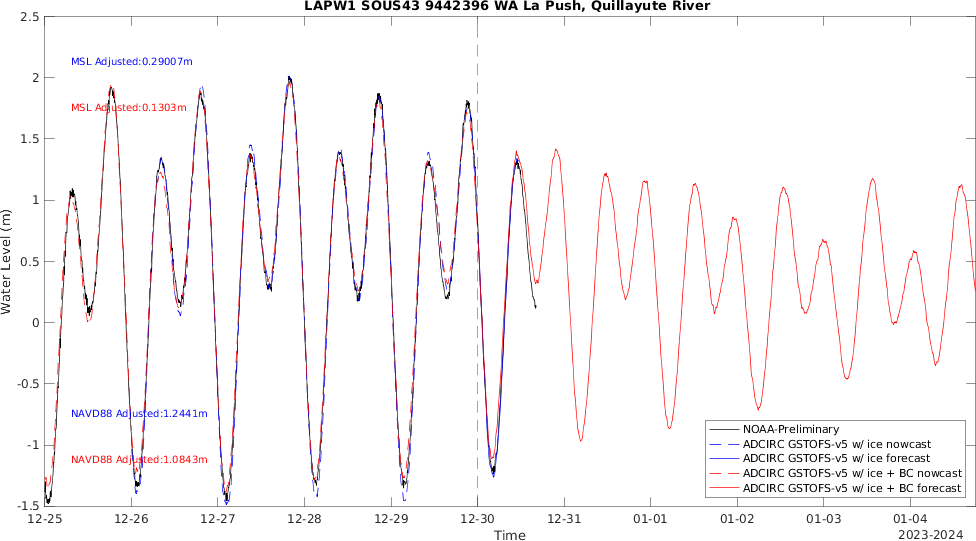 LAPW1 SOUS43 9442396 WA La Push, Quillayute River
2.5
2
1.5
1
0.5
0
-0.5
-1
-1.5
Water Level (m)
MSL Adjusted:0.29007m
MSL Adjusted:0.1303m
NAVD88 Adjusted:1.2441m
NAVD88 Adjusted:1.0843m
NOAA-Preliminary
ADCIRC GSTOFS-v5 w/ ice nowcast
ADCIRC GSTOFS-v5 w/ ice forecast
ADCIRC GSTOFS-v5 w/ ice + BC nowcast
ADCIRC GSTOFS-v5 w/ ice + BC forecast
12-25 12-26 12-27 12-28 12-29 12-30 12-31 01-01 01-02 01-03 01-04
Time
2023-2024